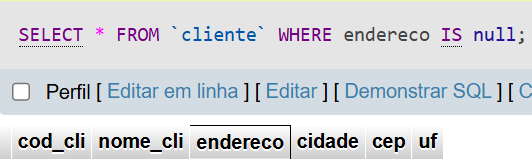 SELECT * FROM `cliente` WHERE endereco IS null;
Perfil [ Editar em linha ] [ Editar ] [ Demonstrar SQL ] [ C
cod_cli nome_cli endereco cidade cep uf